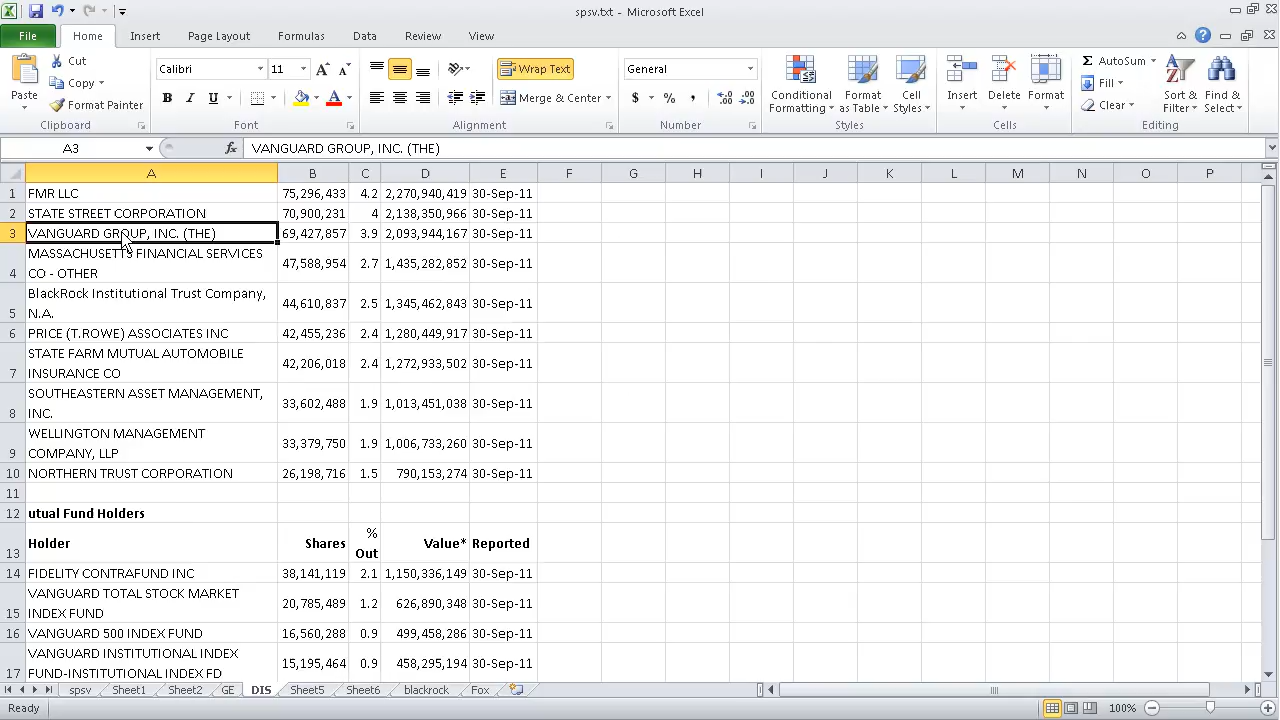 spsv.txt - Microsoft Excel
File Home Insert Page Layout Formulas Data Review View
Paste
Cut
Copy
Format Painter
Clipboard
Calibri 11
B I U
Font
Wrap Text
Merge & Center
Alignment
General
$ % ,
Number
Conditional Formatting
Format as Table
Cell Styles
Styles
Insert Delete Format
Cells
AutoSum
Fill
Clear
Sort & Filter
Find & Select
Editing
A3 fx VANGUARD GROUP, INC. (THE)
A B C D E F G H I J K L M N O P
1 FMR LLC 75,296,433 4.2 2,270,940,419 30-Sep-11
2 STATE STREET CORPORATION 70,900,231 4 2,138,350,966 30-Sep-11
3 VANGUARD GROUP, INC. (THE) 69,427,857 3.9 2,093,944,167 30-Sep-11
MASSACHUSETTS FINANCIAL SERVICES
4 CO - OTHER 47,588,954 2.7 1,435,282,852 30-Sep-11
BlackRock Institutional Trust Company,
5 N.A. 44,610,837 2.5 1,345,462,843 30-Sep-11
6 PRICE (T.ROWE) ASSOCIATES INC 42,455,236 2.4 1,280,449,917 30-Sep-11
STATE FARM MUTUAL AUTOMOBILE
7 INSURANCE CO 42,206,018 2.4 1,272,933,502 30-Sep-11
SOUTHEASTERN ASSET MANAGEMENT,
8 INC. 33,602,488 1.9 1,013,451,038 30-Sep-11
WELLINGTON MANAGEMENT
9 COMPANY, LLP 33,379,750 1.9 1,006,733,260 30-Sep-11
10 NORTHERN TRUST CORPORATION 26,198,716 1.5 790,153,274 30-Sep-11
11
12 utual Fund Holders
13 Holder Shares % Out Value* Reported
14 FIDELITY CONTRAFUND INC 38,141,119 2.1 1,150,336,149 30-Sep-11
VANGUARD TOTAL STOCK MARKET
15 INDEX FUND 20,785,489 1.2 626,890,348 30-Sep-11
16 VANGUARD 500 INDEX FUND 16,560,288 0.9 499,458,286 30-Sep-11
VANGUARD INSTITUTIONAL INDEX
17 FUND-INSTITUTIONAL INDEX FD 15,195,464 0.9 458,295,194 30-Sep-11
spsv Sheet1 Sheet2 GE DIS Sheet5 Sheet6 blackrock Fox
Ready 100%